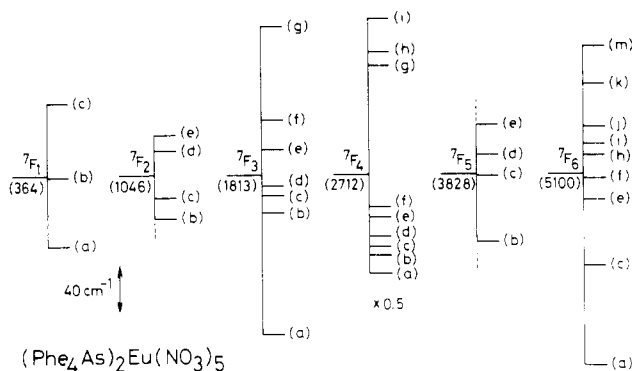 (g)
(i)
(m)
(h)
(g)
(k)
(c)
(f)
(e)
(j)
(e)
(d)
(e)
(i)
⁷F₁
(364)
(b)
⁷F₂
(1046)
(d)
(c)
(b)
⁷F₃
(1813)
(c)
(b)
⁷F₄
(2712)
(f)
(e)
(d)
(c)
(b)
(a)
⁷F₅
(3828)
(d)
(c)
(b)
⁷F₆
(5100)
(h)
(f)
(e)
(c)
(a)
(a)
40 cm⁻¹
× 0.5
(a)
(Phe₄As)₂Eu(NO₃)₅